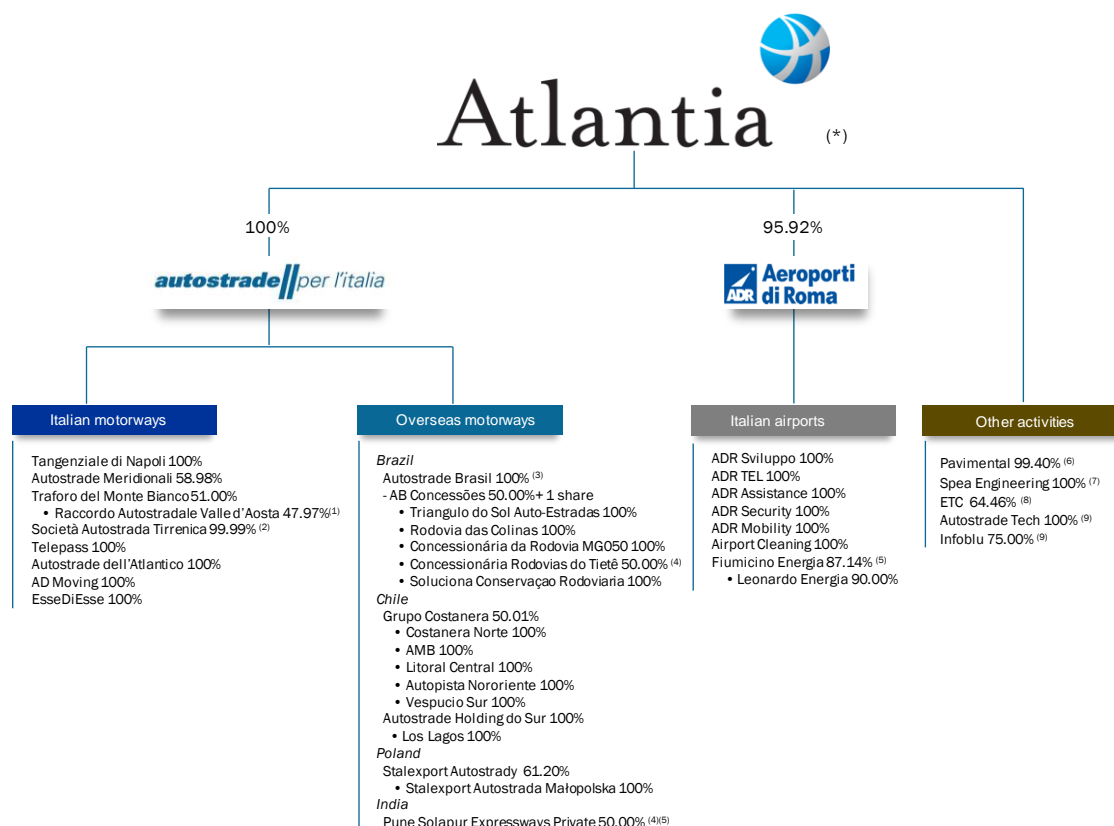 Atlantia
(*)
100%
95.92%
autostrade//per l'italia
ADR Aeroporti
di Roma
Italian motorways
Tangenziale di Napoli 100%
Autostrade Meridionali 58.98%
Traforo del Monte Bianco 51.00%
• Raccordo Autostradale Valle d'Aosta 47.97% (1)
Società Autostrada Tirrenica 99.99% (2)
Telepass 100%
Autostrade dell'Atlantico 100%
AD Moving 100%
EsseDiEsse 100%
Overseas motorways
Brazil
Autostrade Brasil 100% (3)
- AB Concessões 50.00%+ 1 share
• Triangulo do Sol Auto-Estradas 100%
• Rodovia das Colinas 100%
• Concessionária da Rodovia MG050 100%
• Concessionária Rodovias do Tietê 50.00% (4)
• Soluciona Conservaçao Rodoviaria 100%
Chile
Grupo Costanera 50.01%
• Costanera Norte 100%
• AMB 100%
• Litoral Central 100%
• Autopista Nororiente 100%
• Vespucio Sur 100%
Autostrade Holding do Sur 100%
• Los Lagos 100%
Poland
Stalexport Autostrady 61.20%
• Stalexport Autostrada Małopolska 100%
India
Pune Solapur Expressways Private 50.00% (4)(5)
Italian airports
ADR Sviluppo 100%
ADR TEL 100%
ADR Assistance 100%
ADR Security 100%
ADR Mobility 100%
Airport Cleaning 100%
Fiumicino Energia 87.14% (5)
• Leonardo Energia 90.00%
Other activities
Pavimental 99.40% (6)
Spea Engineering 100% (7)
ETC 64.46% (8)
Autostrade Tech 100% (9)
Infoblu 75.00% (9)